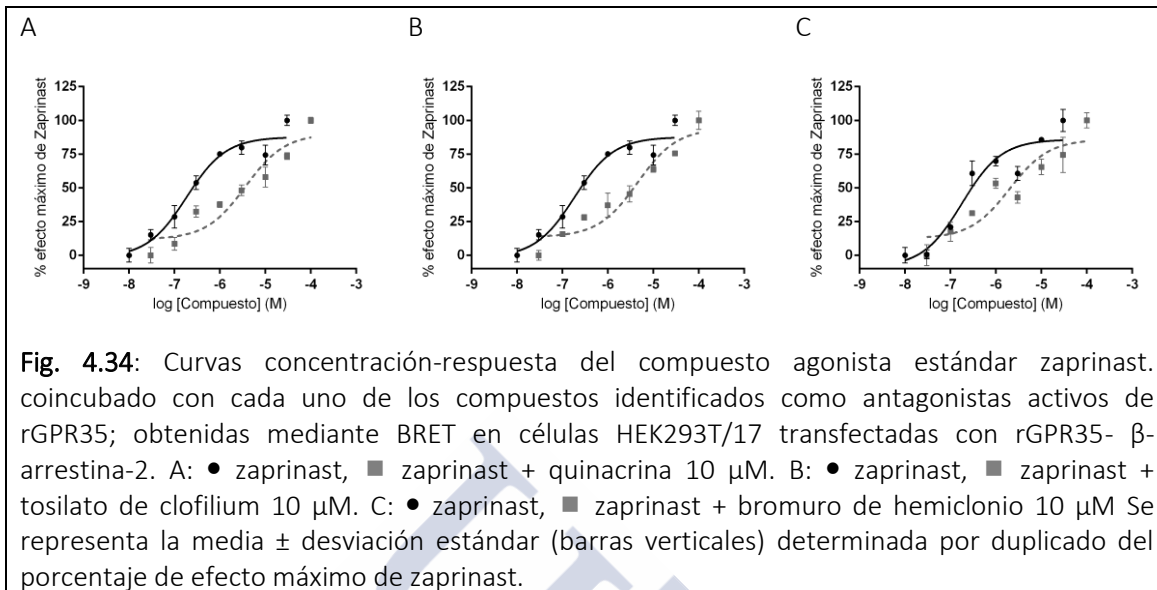 A
B
C
% efecto máximo de Zaprinast
125
100
75
50
25
0
-9 -8 -7 -6 -5 -4 -3
log [Compuesto] (M)
% efecto máximo de Zaprinast
125
100
75
50
25
0
-9 -8 -7 -6 -5 -4 -3
log [Compuesto] (M)
% efecto máximo de Zaprinast
125
100
75
50
25
0
-9 -8 -7 -6 -5 -4 -3
log [Compuesto] (M)
Fig. 4.34: Curvas concentración-respuesta del compuesto agonista estándar zaprinast.
coincubado con cada uno de los compuestos identificados como antagonistas activos de
rGPR35; obtenidas mediante BRET en células HEK293T/17 transfectadas con rGPR35- β-
arrestina-2. A: ● zaprinast, ■ zaprinast + quinacrina 10 μM. B: ● zaprinast, ■ zaprinast +
tosilato de clofilium 10 μM. C: ● zaprinast, ■ zaprinast + bromuro de hemiclonio 10 μM Se
representa la media ± desviación estándar (barras verticales) determinada por duplicado del
porcentaje de efecto máximo de zaprinast.